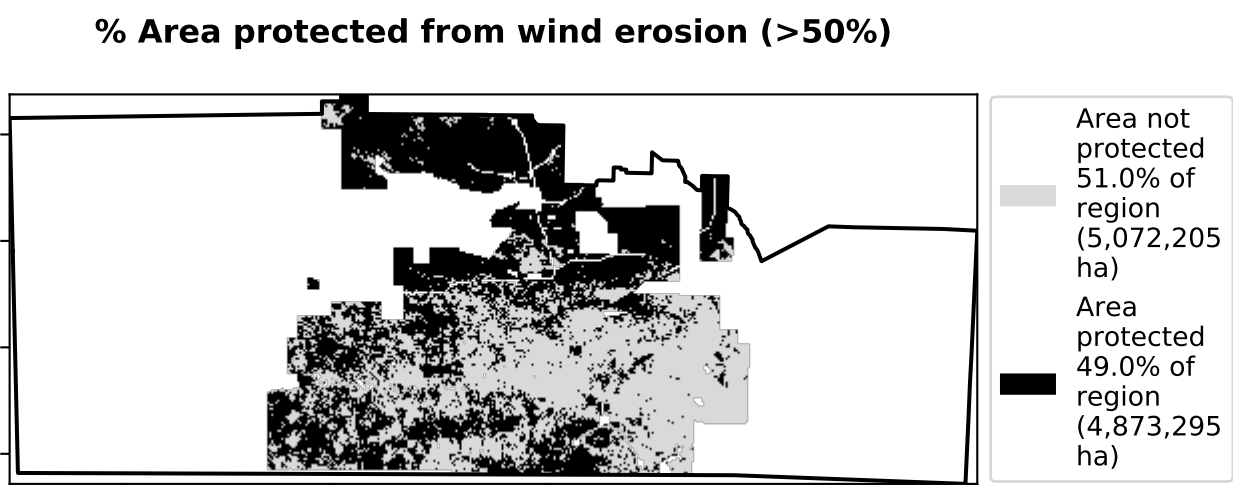 % Area protected from wind erosion (>50%)
Area not
protected
51.0% of
region
(5,072,205
ha)
Area
protected
49.0% of
region
(4,873,295
ha)